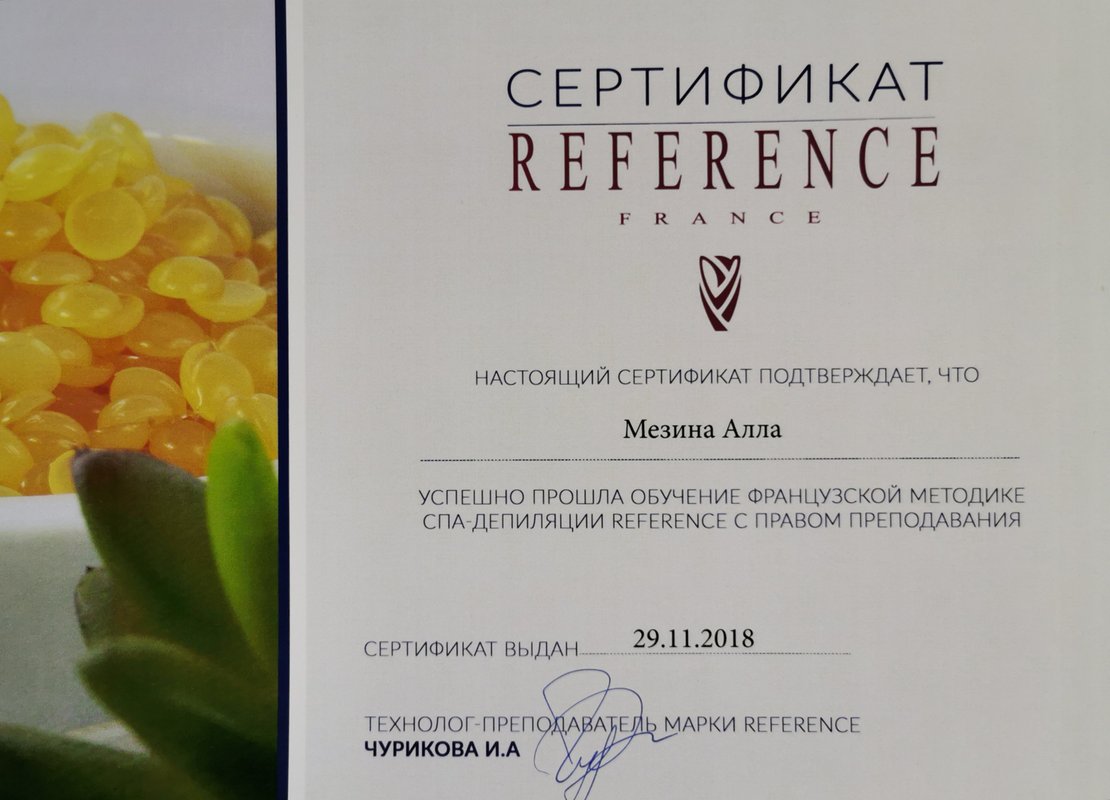 СЕРТИФИКАТ
REFERENCE
FRANCE
НАСТОЯЩИЙ СЕРТИФИКАТ ПОДТВЕРЖДАЕТ, ЧТО
Мезина Алла
УСПЕШНО ПРОШЛА ОБУЧЕНИЕ ФРАНЦУЗСКОЙ МЕТОДИКЕ
СПА-ДЕПИЛЯЦИИ REFERENCE С ПРАВОМ ПРЕПОДАВАНИЯ
СЕРТИФИКАТ ВЫДАН 29.11.2018
ТЕХНОЛОГ-ПРЕПОДАВАТЕЛЬ МАРКИ REFERENCE
ЧУРИКОВА И.А